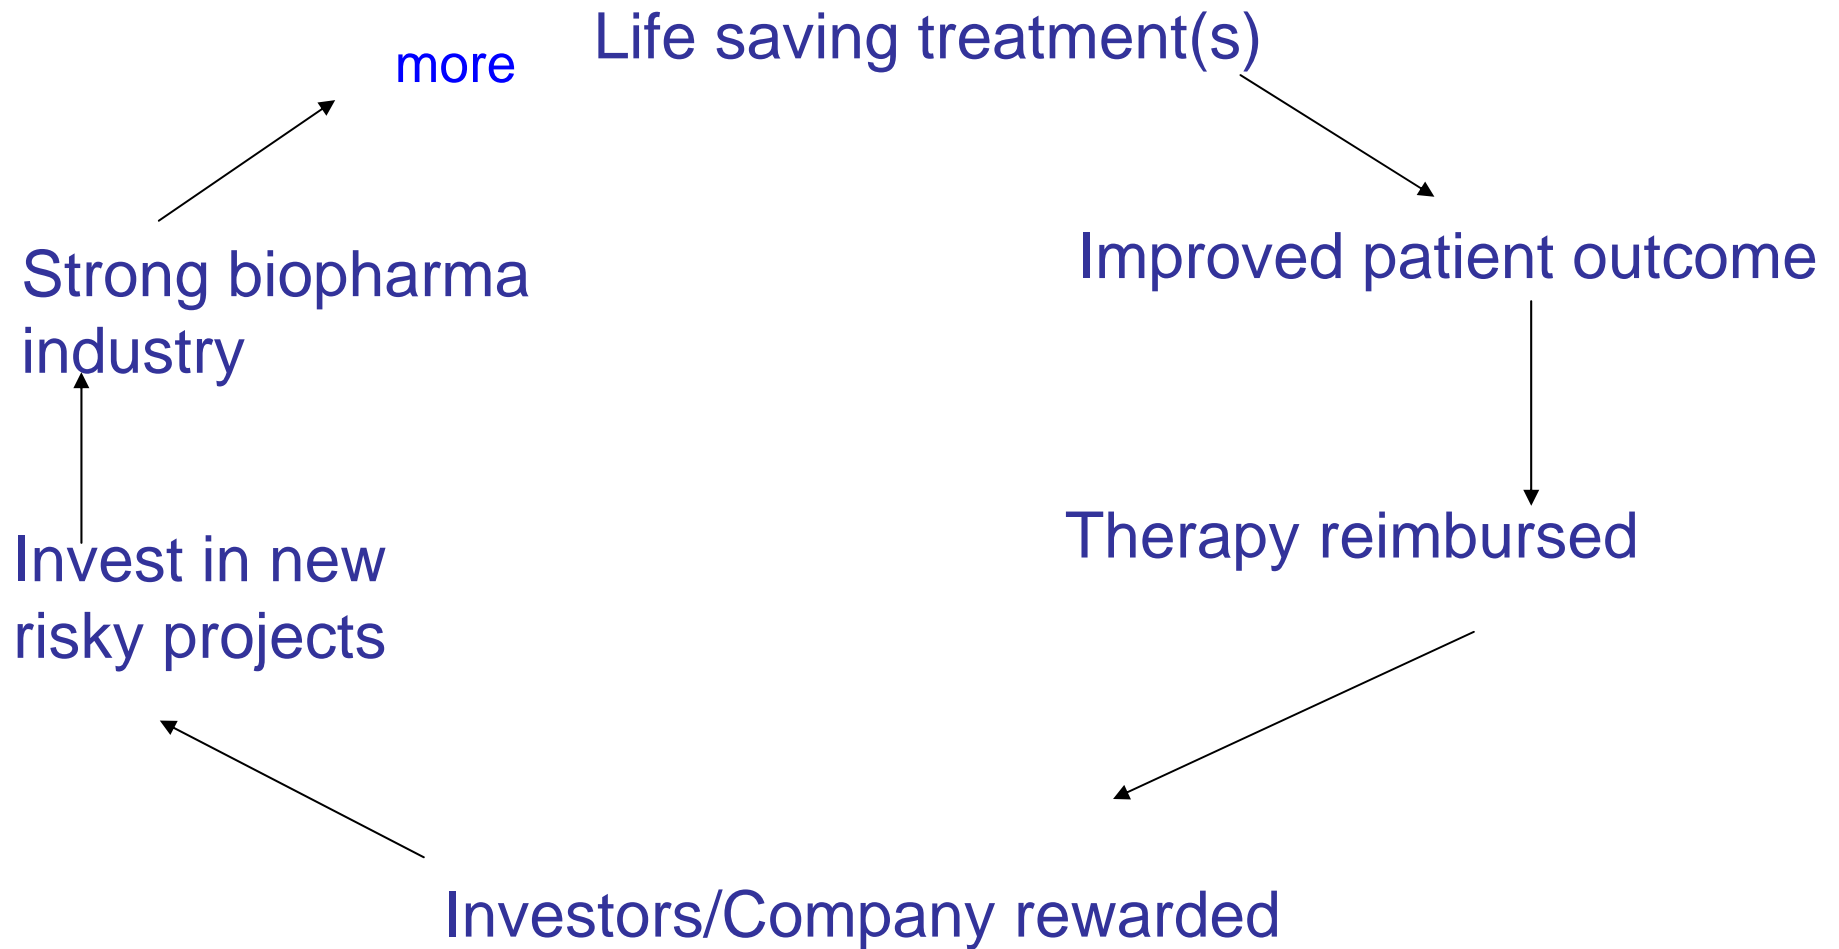 more
Life saving treatment(s)
Improved patient outcome
Strong biopharma
industry
Therapy reimbursed
Invest in new
risky projects
Investors/Company rewarded